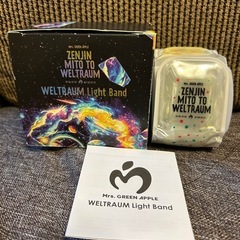 Mrs. GREEN APPLE
ZENJIN
MITO TO
WELTRAUM
WELTRAUM Light Band
ZENJIN
MITO TO
WELTRAUM
Mrs. GREEN APPLE
WELTRAUM Light Band